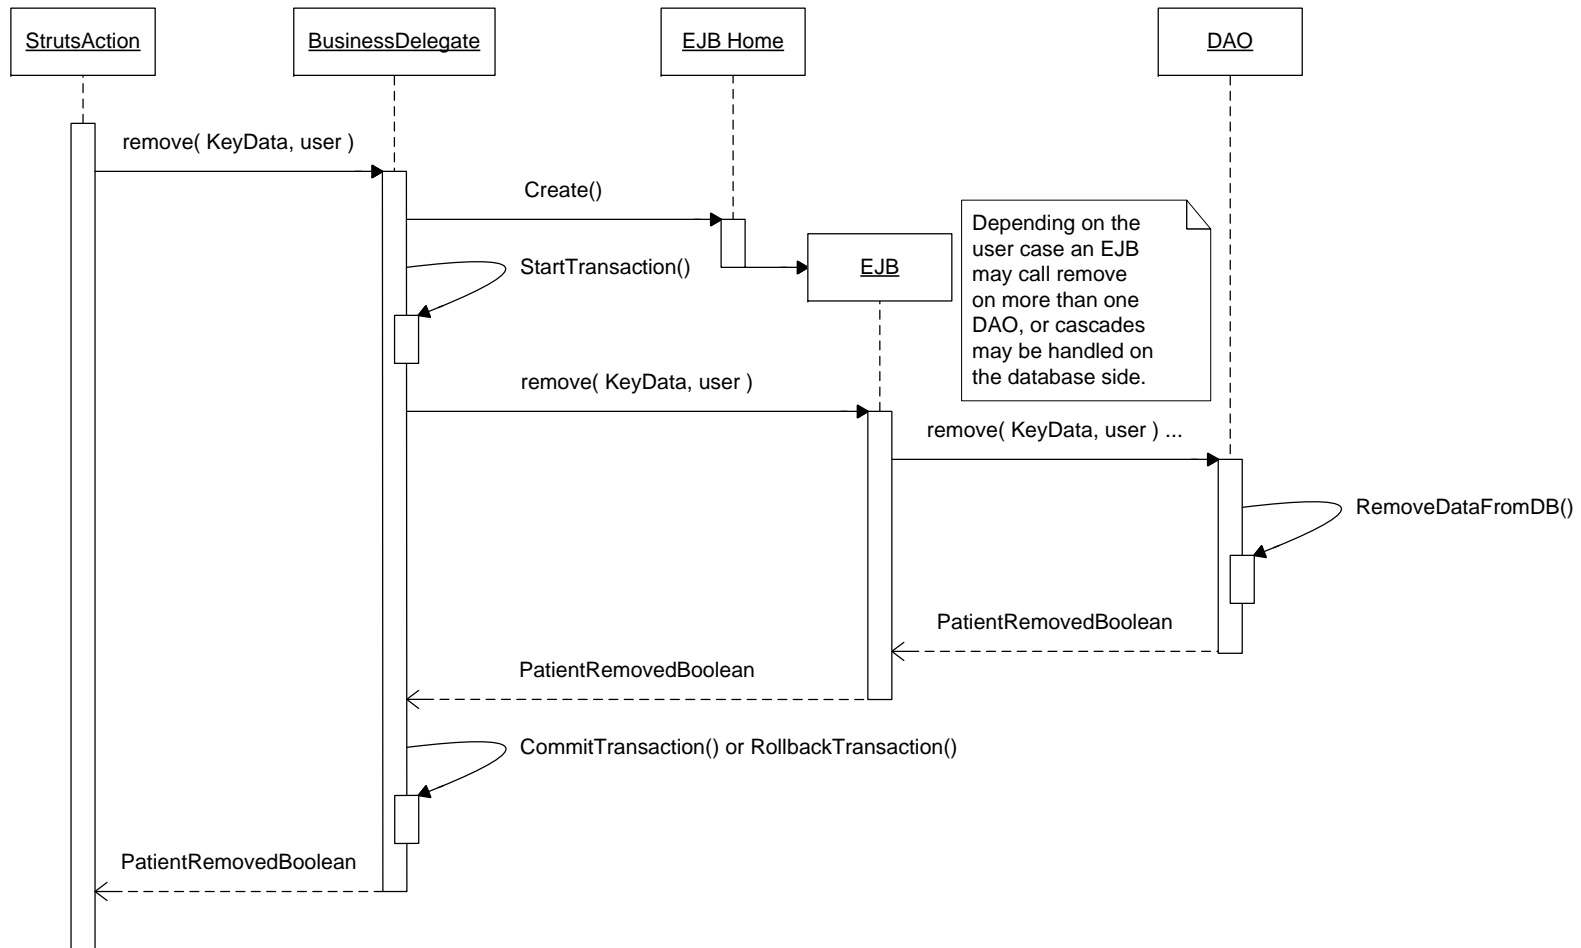 StrutsAction
BusinessDelegate
EJB Home
DAO
remove( KeyData, user )
Create()
StartTransaction()
EJB
Depending on the
user case an EJB
may call remove
on more than one
DAO, or cascades
may be handled on
the database side.
remove( KeyData, user )
remove( KeyData, user ) ...
RemoveDataFromDB()
PatientRemovedBoolean
PatientRemovedBoolean
CommitTransaction() or RollbackTransaction()
PatientRemovedBoolean